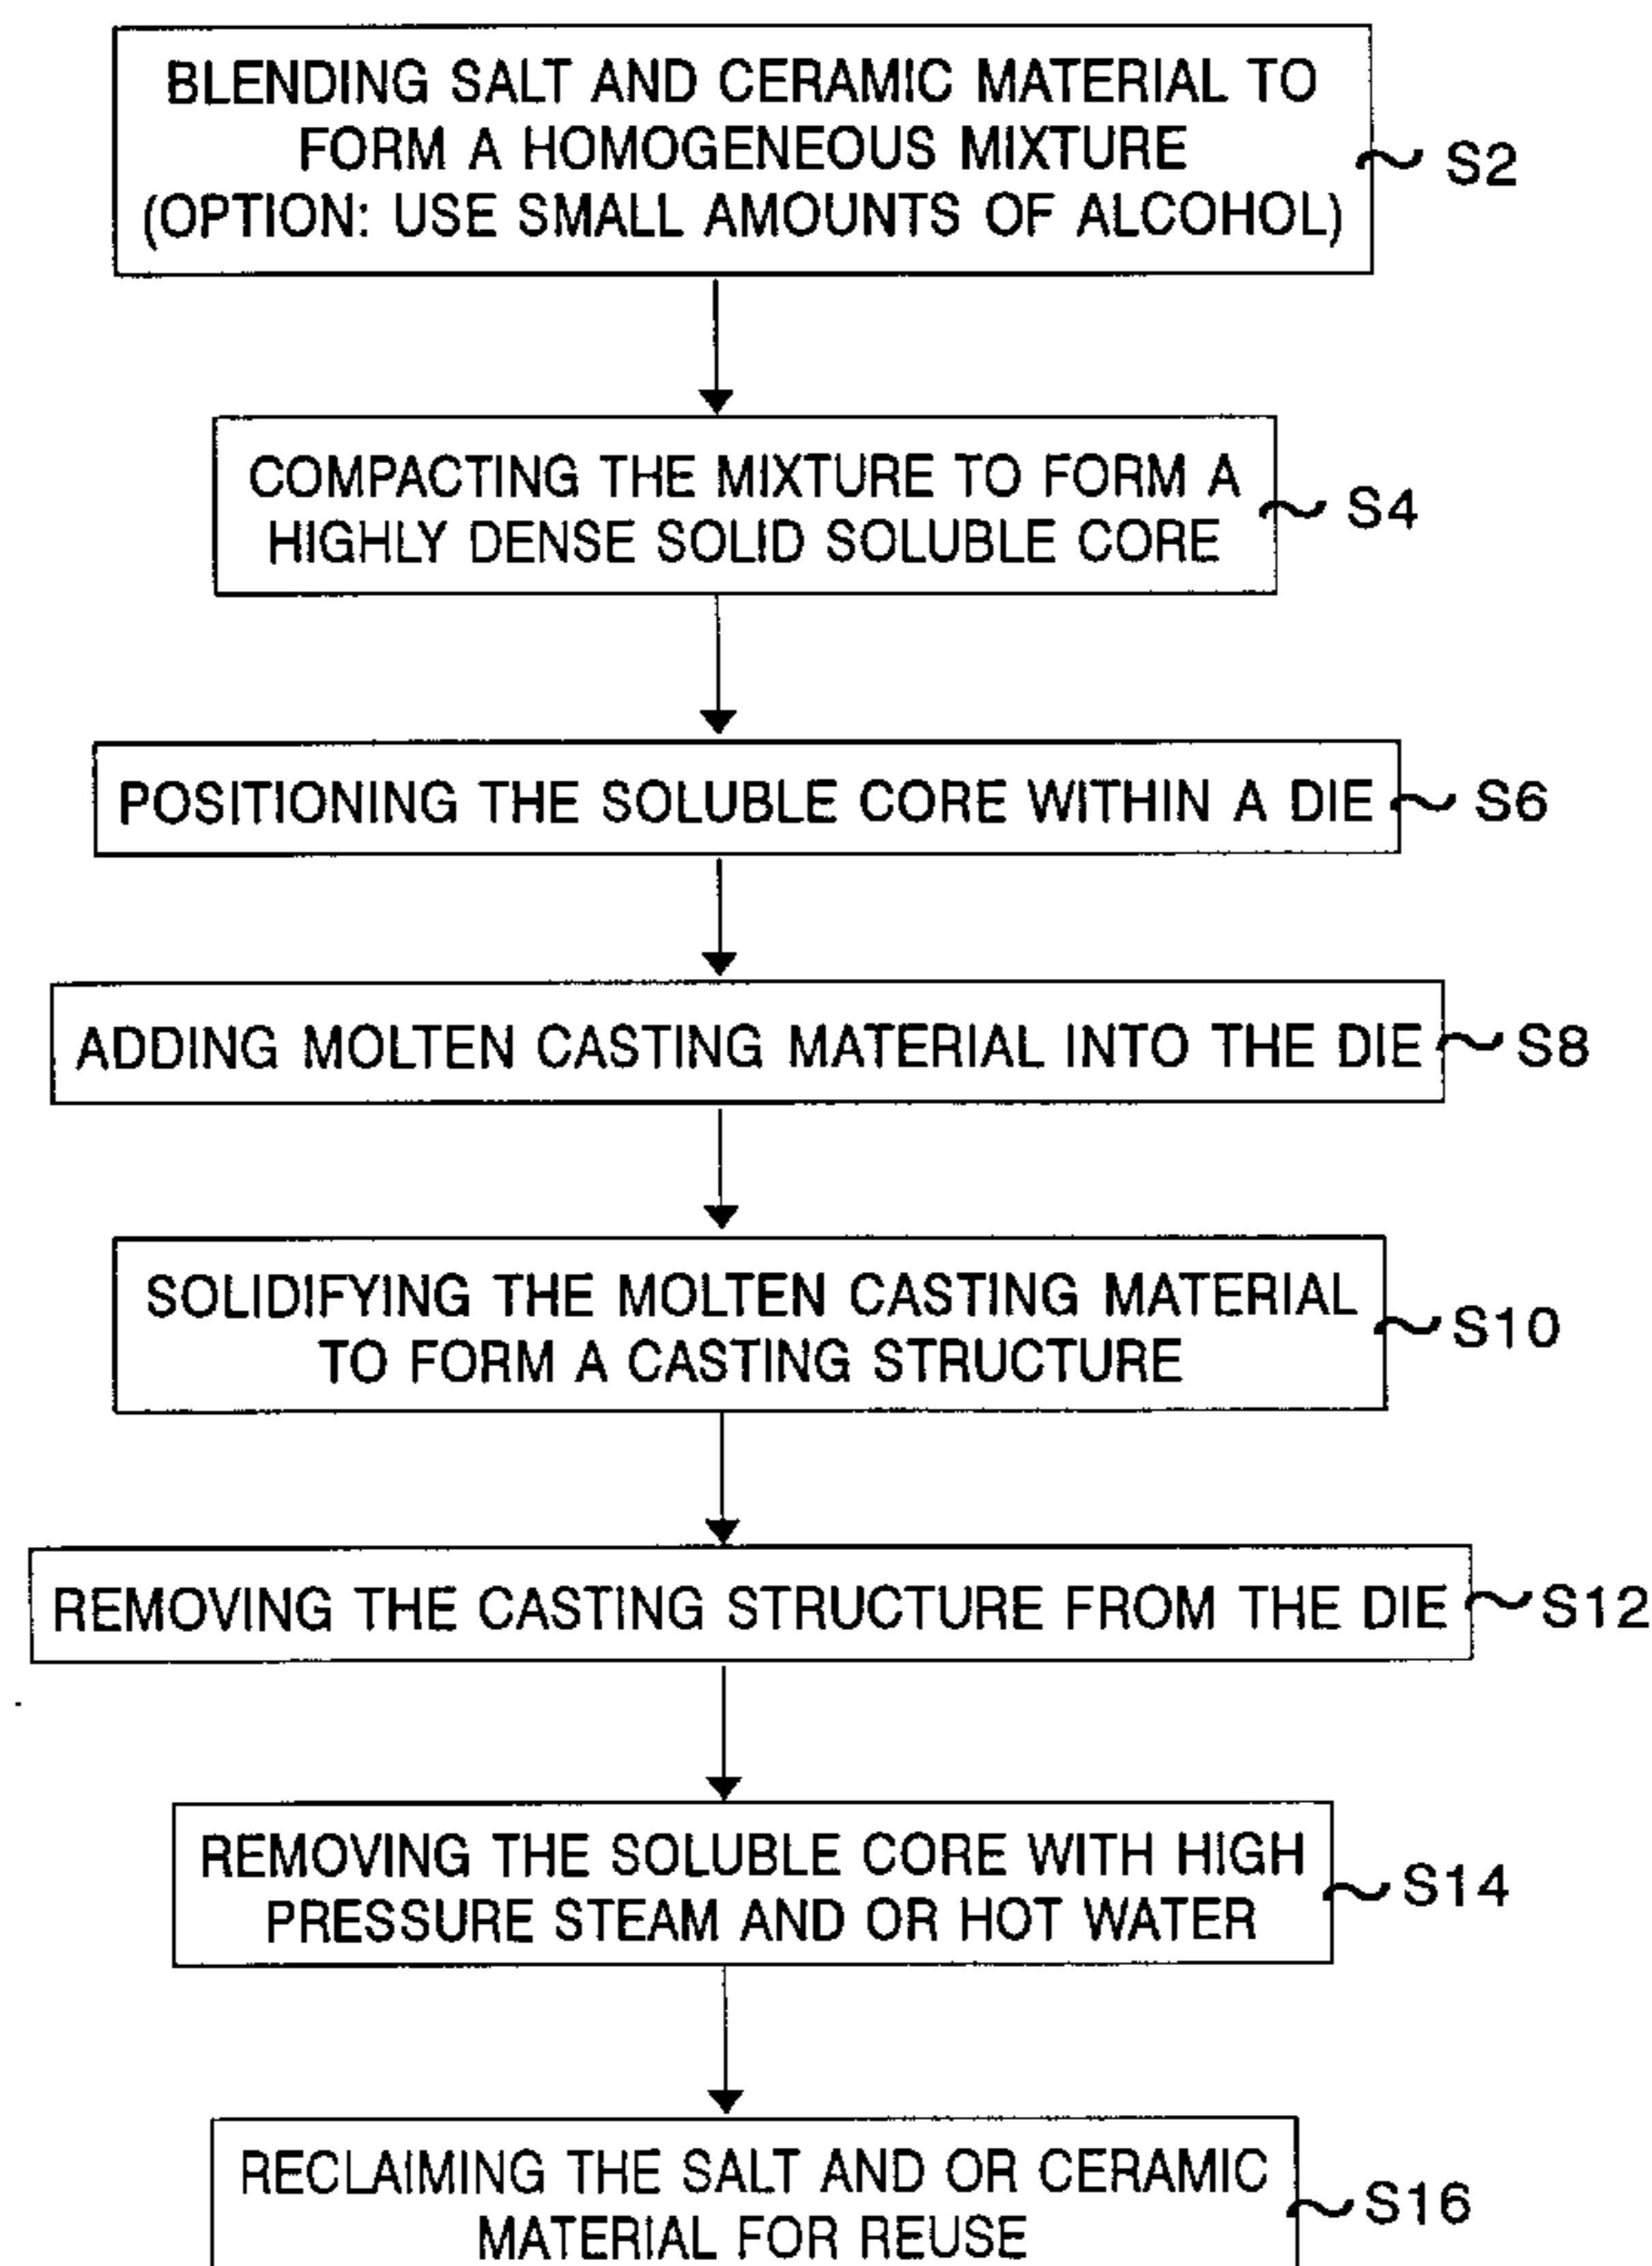 BLENDING SALT AND CERAMIC MATERIAL TO
FORM A HOMOGENEOUS MIXTURE
(OPTION: USE SMALL AMOUNTS OF ALCOHOL)
S2
COMPACTING THE MIXTURE TO FORM A
HIGHLY DENSE SOLID SOLUBLE CORE
S4
POSITIONING THE SOLUBLE CORE WITHIN A DIE
S6
ADDING MOLTEN CASTING MATERIAL INTO THE DIE
S8
SOLIDIFYING THE MOLTEN CASTING MATERIAL
TO FORM A CASTING STRUCTURE
S10
REMOVING THE CASTING STRUCTURE FROM THE DIE
S12
REMOVING THE SOLUBLE CORE WITH HIGH
PRESSURE STEAM AND OR HOT WATER
S14
RECLAIMING THE SALT AND OR CERAMIC
MATERIAL FOR REUSE
S16